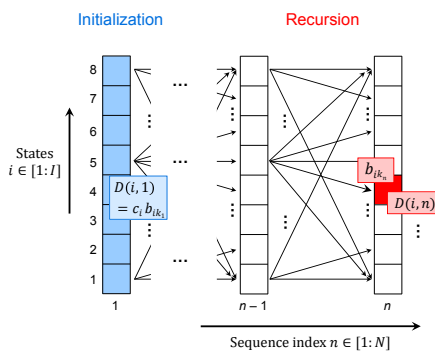 Initialization
Recursion
8
7
6
5
4
3
2
1
States
i ∈ [1: I]
...
...
...
⋮
⋮
⋮
⋮
⋮
⋮
⋮
D(i, 1)
= c_i b_{ik_1}
b_{ik_n}
D(i, n)
1
n − 1
n
Sequence index n ∈ [1: N]